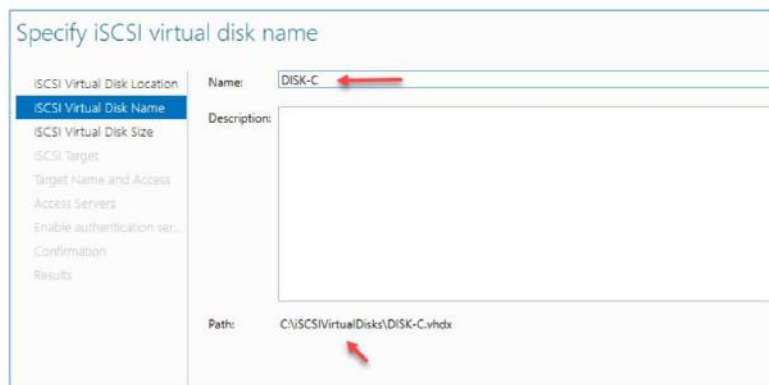 Specify iSCSI virtual disk name
iSCSI Virtual Disk Location
iSCSI Virtual Disk Name
iSCSI Virtual Disk Size
iSCSI Target
Target Name and Access
Access Servers
Enable authentication ser...
Confirmation
Results
Name:
DISK-C
Description:
Path:
C:\iSCSIVirtualDisks\DISK-C.vhdx